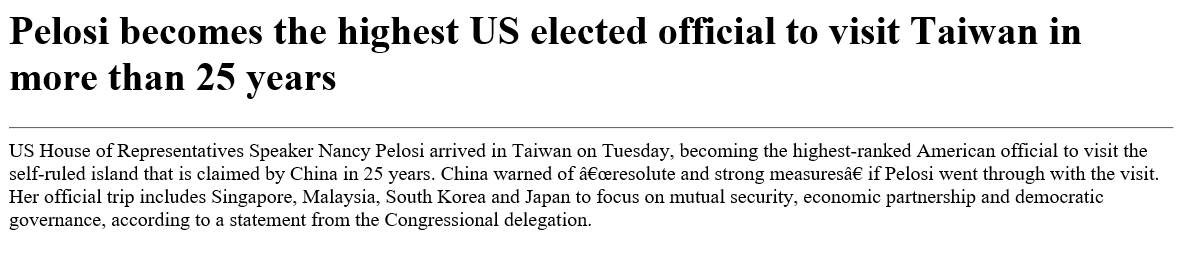 Pelosi becomes the highest US elected official to visit Taiwan in
more than 25 years
US House of Representatives Speaker Nancy Pelosi arrived in Taiwan on Tuesday, becoming the highest-ranked American official to visit the
self-ruled island that is claimed by China in 25 years. China warned of â€œresolute and strong measuresâ€ if Pelosi went through with the visit.
Her official trip includes Singapore, Malaysia, South Korea and Japan to focus on mutual security, economic partnership and democratic
governance, according to a statement from the Congressional delegation.